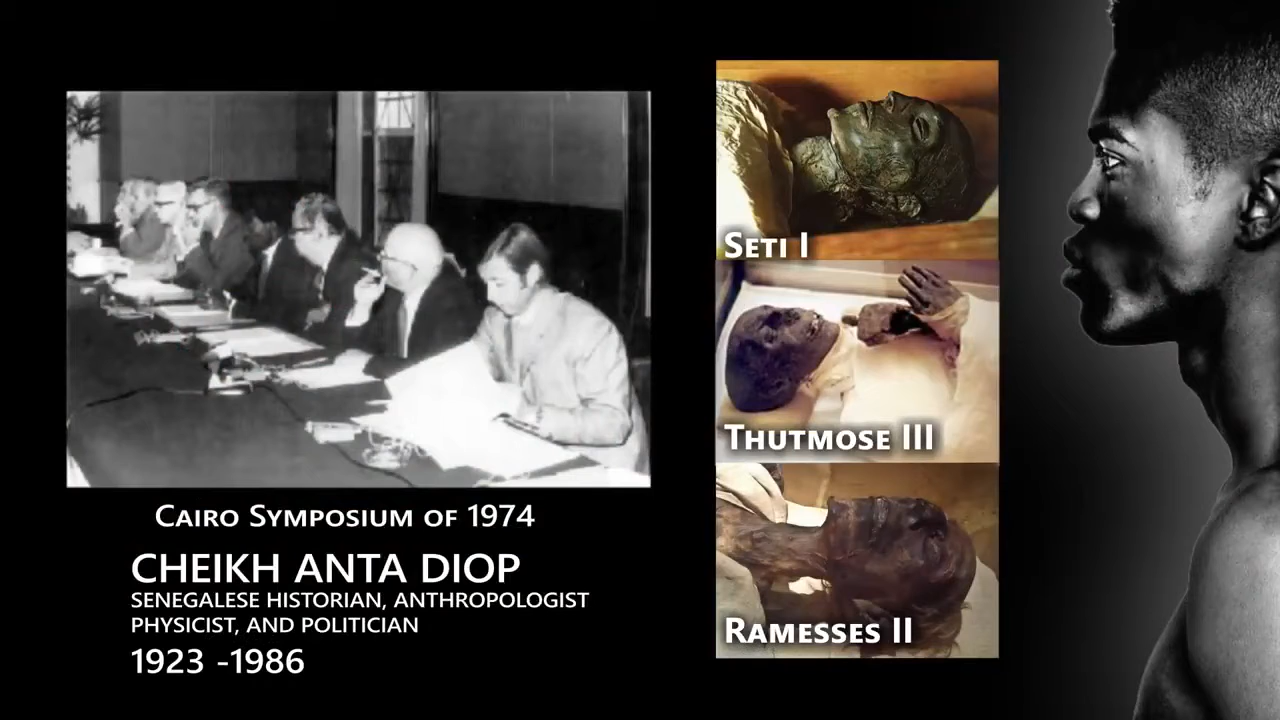 Cairo Symposium of 1974
CHEIKH ANTA DIOP
SENEGALESE HISTORIAN, ANTHROPOLOGIST
PHYSICIST, AND POLITICIAN
1923 -1986
Seti I
Thutmose III
Ramesses II